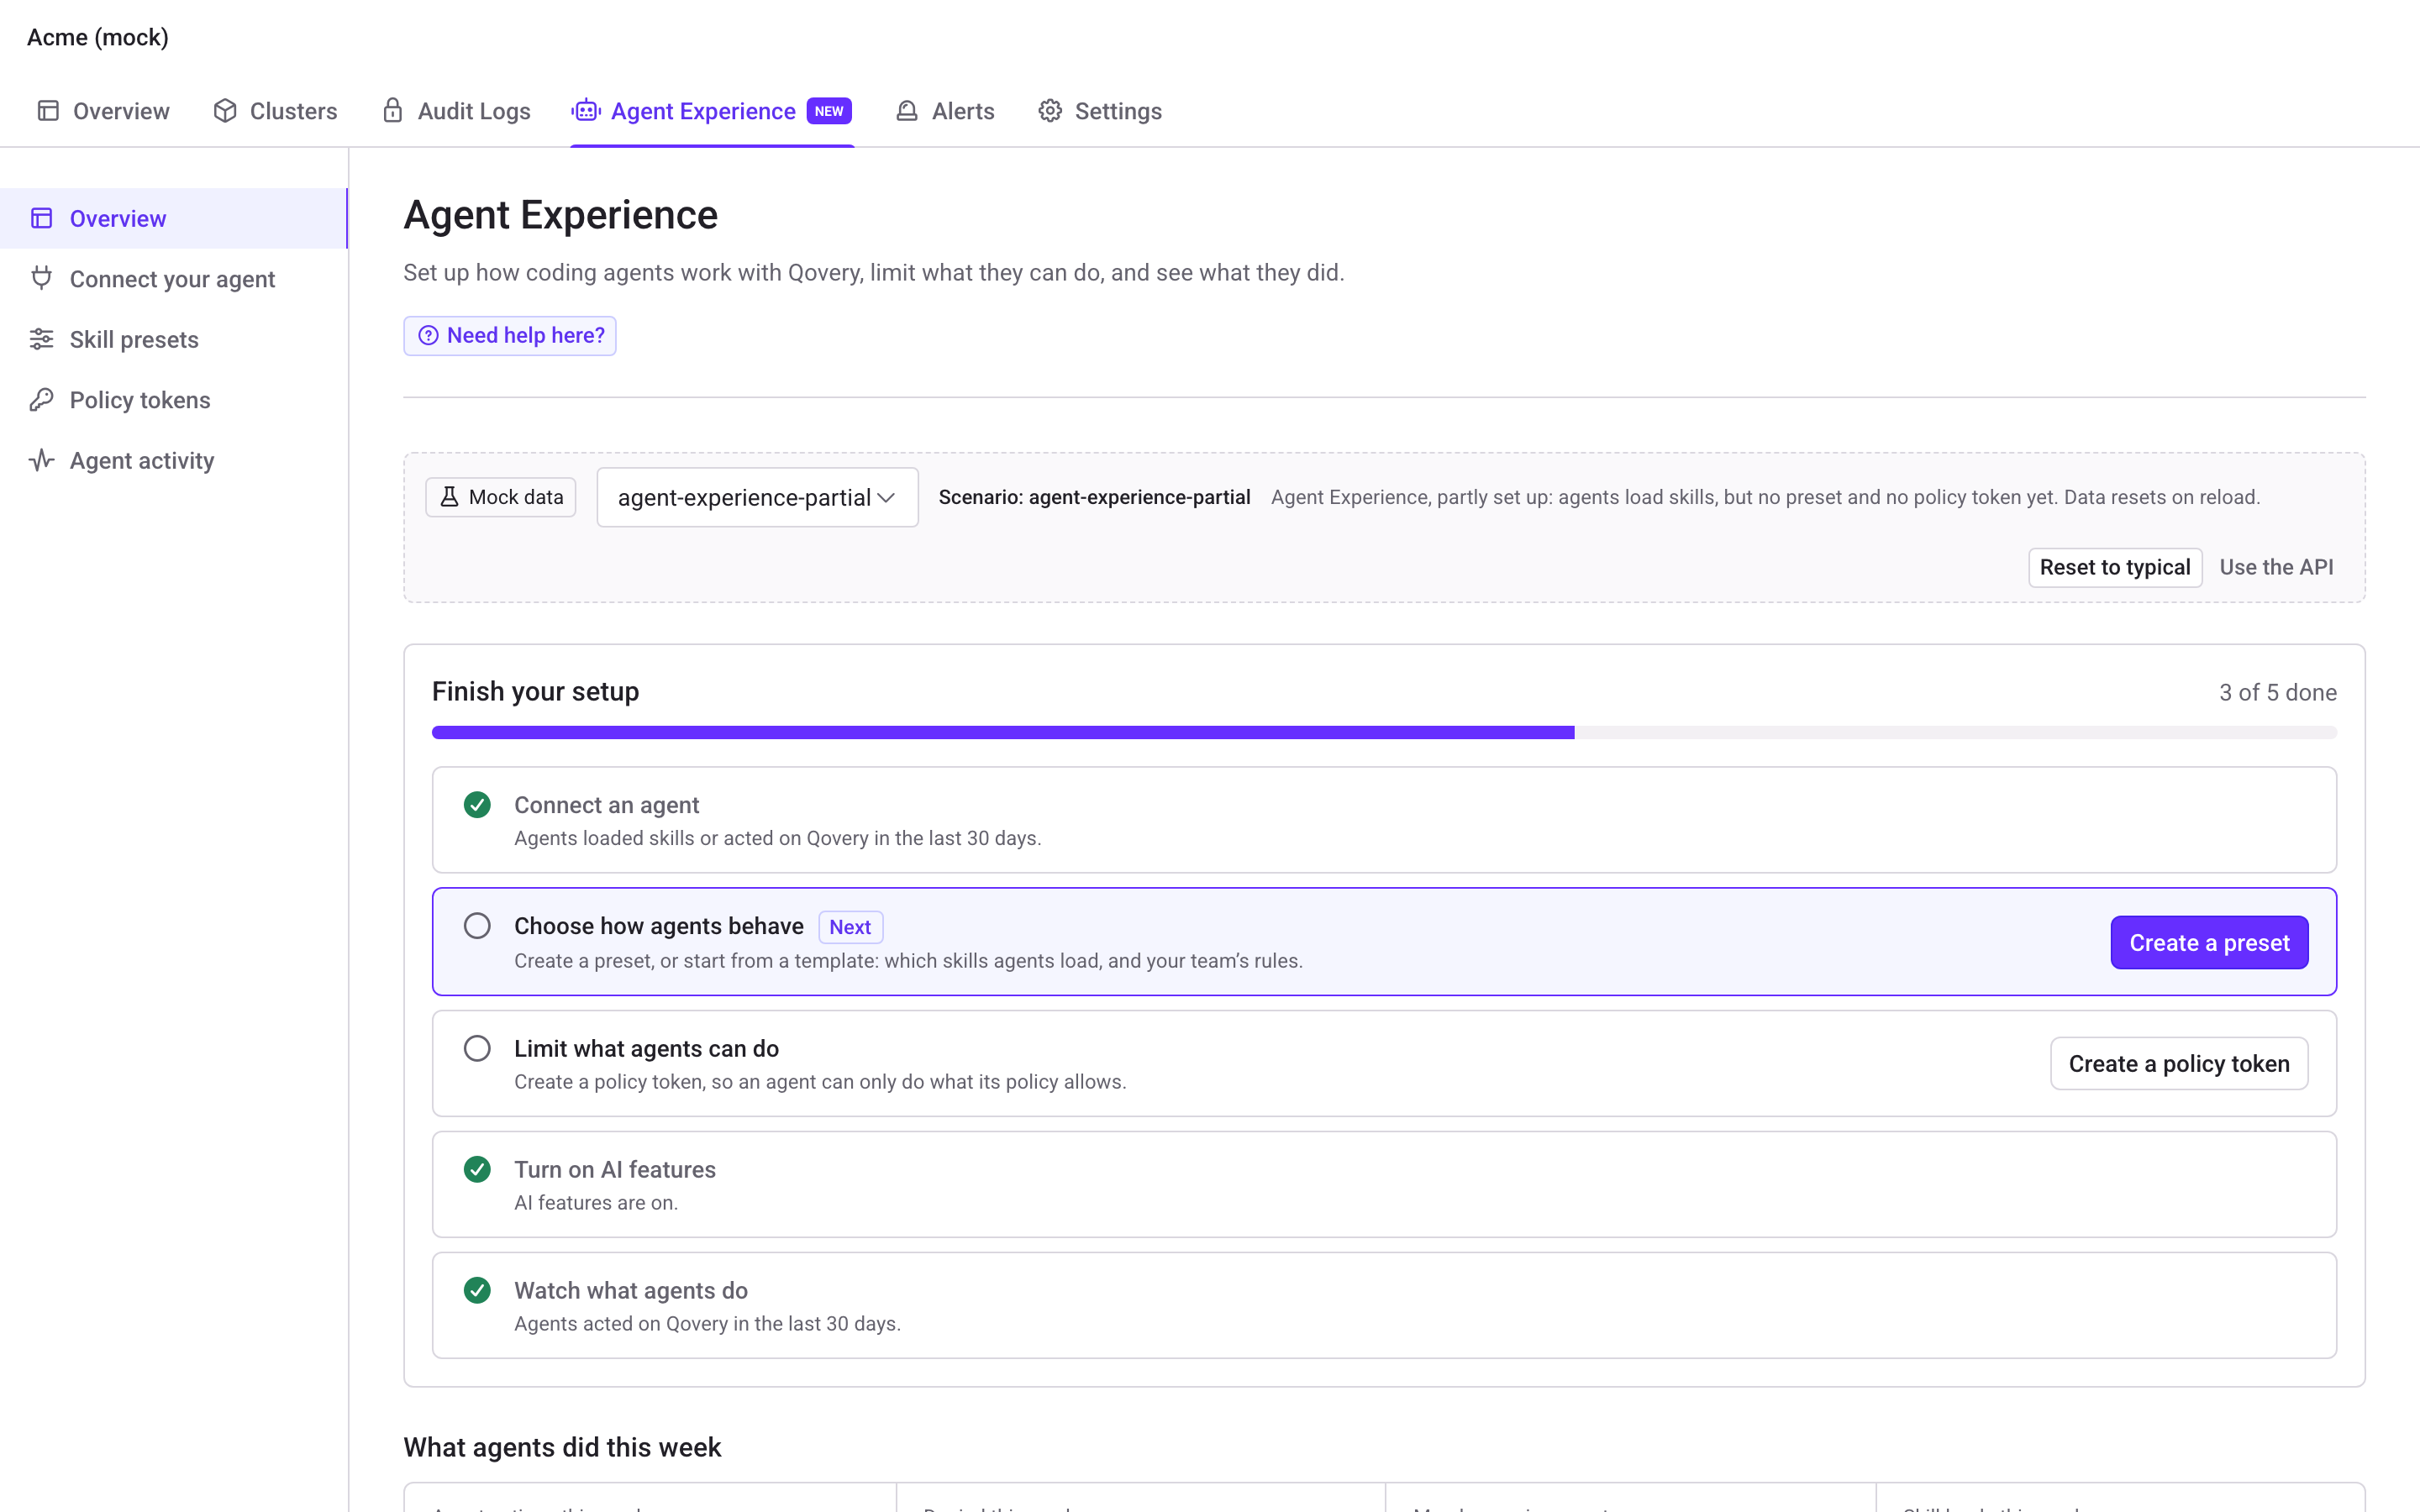 Acme (mock)
Overview
Clusters
Audit Logs
Agent Experience NEW
Alerts
Settings
Overview
Connect your agent
Skill presets
Policy tokens
Agent activity
Agent Experience
Set up how coding agents work with Qovery, limit what they can do, and see what they did.
Need help here?
Mock data
agent-experience-partial
Scenario: agent-experience-partial
Agent Experience, partly set up: agents load skills, but no preset and no policy token yet. Data resets on reload.
Reset to typical
Use the API
Finish your setup
3 of 5 done
Connect an agent
Agents loaded skills or acted on Qovery in the last 30 days.
Choose how agents behave Next
Create a preset, or start from a template: which skills agents load, and your team’s rules.
Create a preset
Limit what agents can do
Create a policy token, so an agent can only do what its policy allows.
Create a policy token
Turn on AI features
AI features are on.
Watch what agents do
Agents acted on Qovery in the last 30 days.
What agents did this week